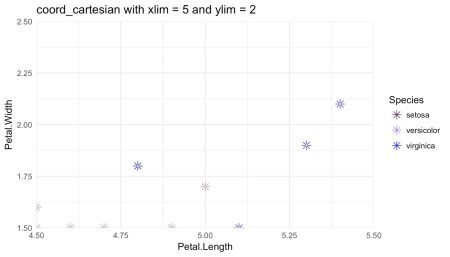 coord_cartesian with xlim = 5 and ylim = 2
2.50
2.25
2.00
1.75
1.50
Petal.Width
4.50 4.75 5.00 5.25 5.50
Petal.Length
Species
setosa
versicolor
virginica